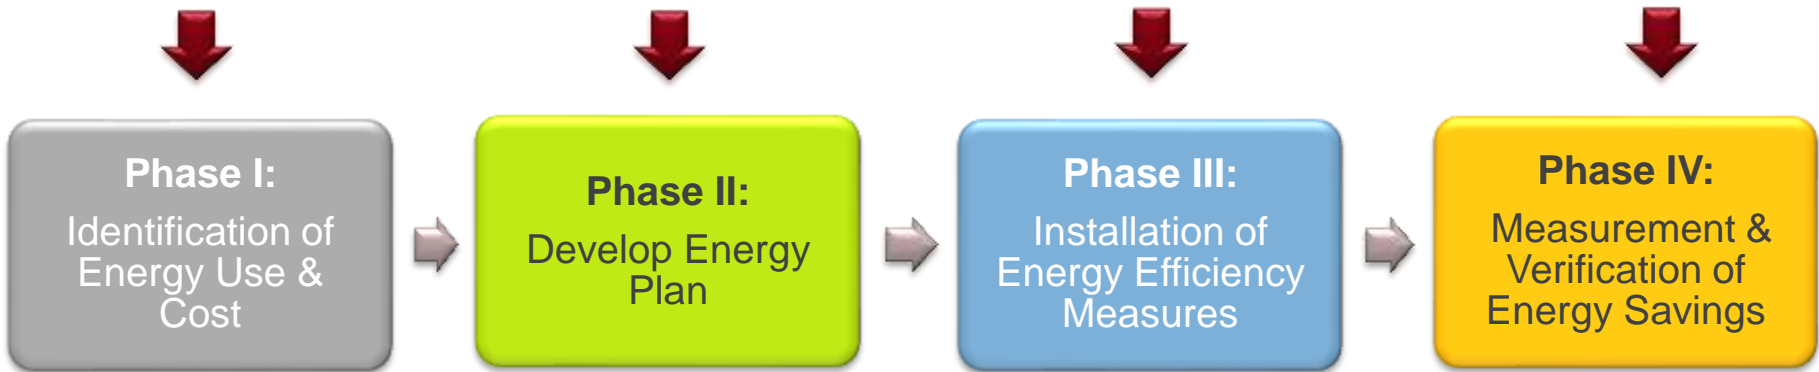 Phase I:
Identification of
Energy Use &
Cost
Phase II:
Develop Energy
Plan
Phase III:
Installation of
Energy Efficiency
Measures
Phase IV:
Measurement &
Verification of
Energy Savings